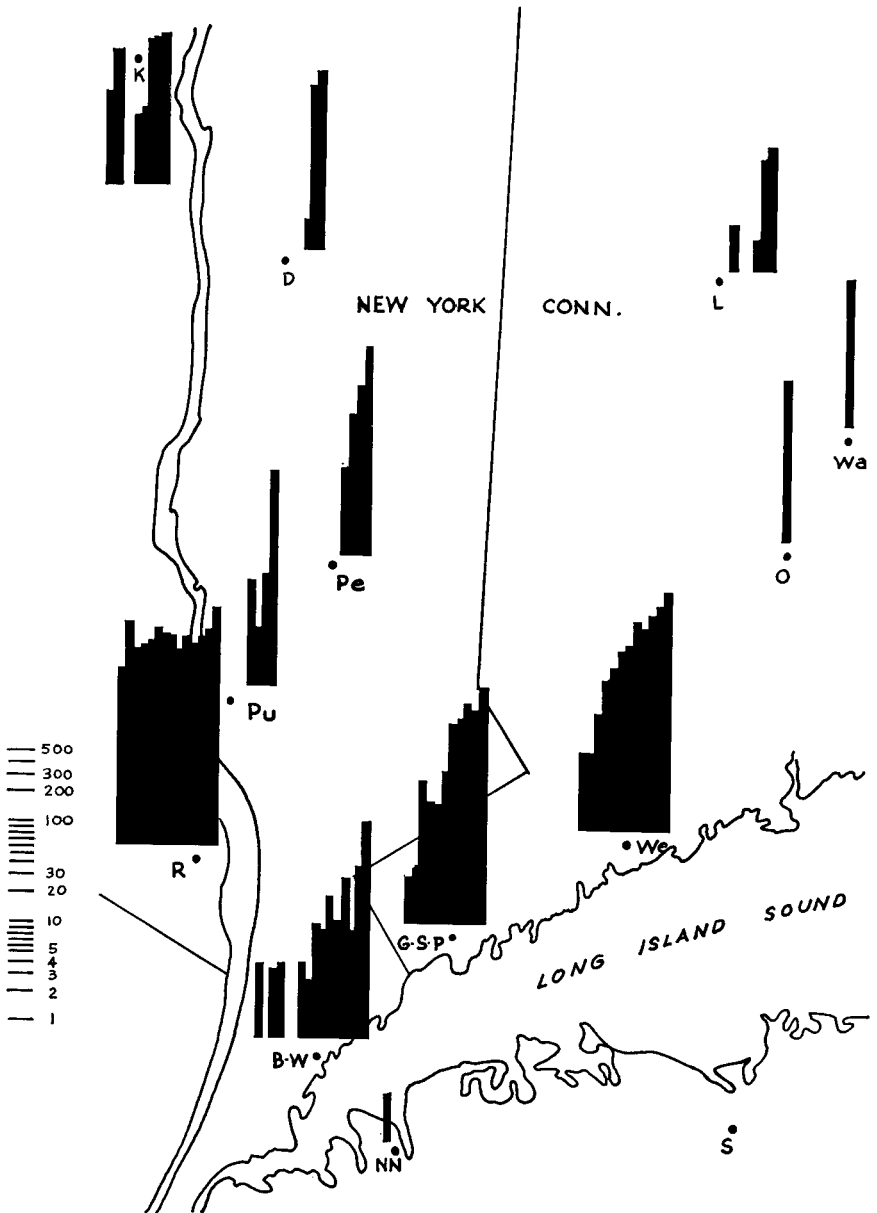 K
D
NEW YORK CONN.
L
Wa
O
Pe
Pu
500
300
200
100
30
20
10
5
4
3
2
1
R
We
G-S-P
LONG ISLAND SOUND
B-W
NN
S